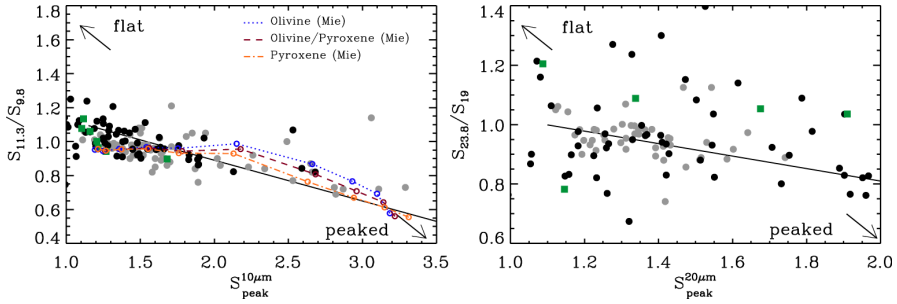 1.8
1.6
1.4
1.2
1.0
0.8
0.6
0.4
S11.3/S9.8
flat
Olivine (Mie)
Olivine/Pyroxene (Mie)
Pyroxene (Mie)
peaked
1.0 1.5 2.0 2.5 3.0 3.5
S10μm peak
1.4
1.2
1.0
0.8
0.6
S23.8/S19
flat
peaked
1.0 1.2 1.4 1.6 1.8 2.0
S20μm peak